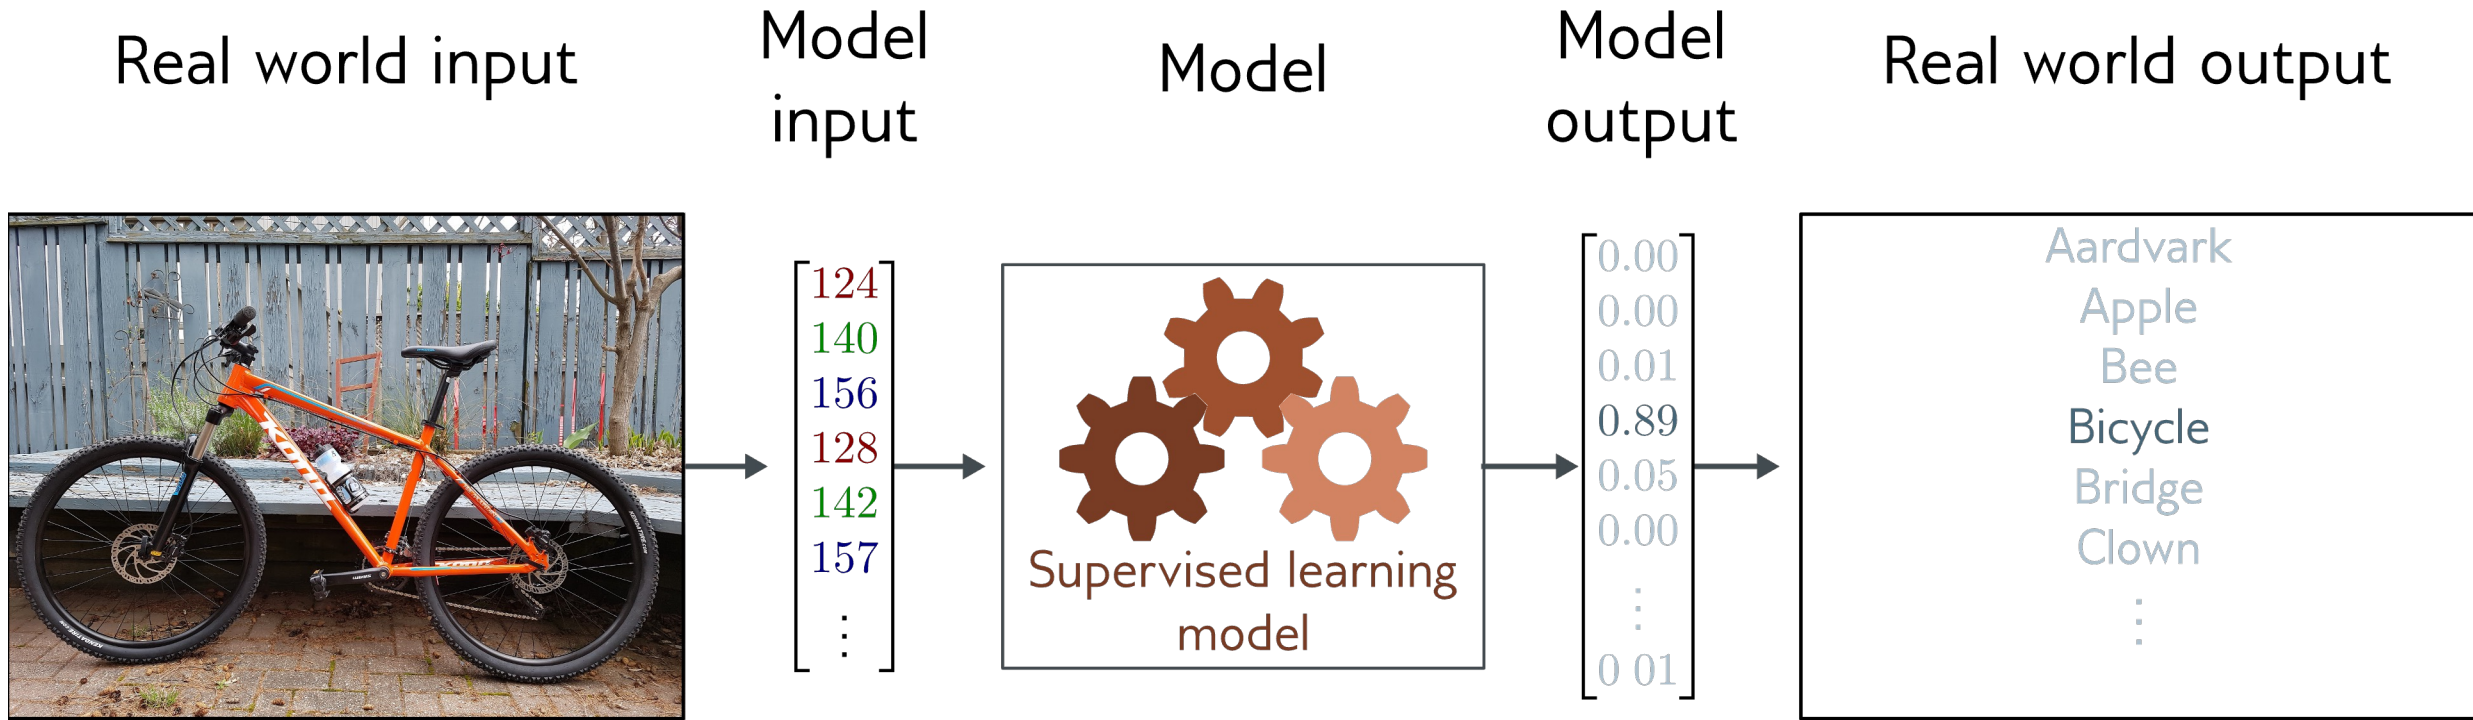 Real world input
Model
input
Model
Model
output
Real world output
KONA
124
140
156
128
142
157
⋮
Supervised learning
model
0.00
0.00
0.01
0.89
0.05
0.00
⋮
0 01
Aardvark
Apple
Bee
Bicycle
Bridge
Clown
⋮